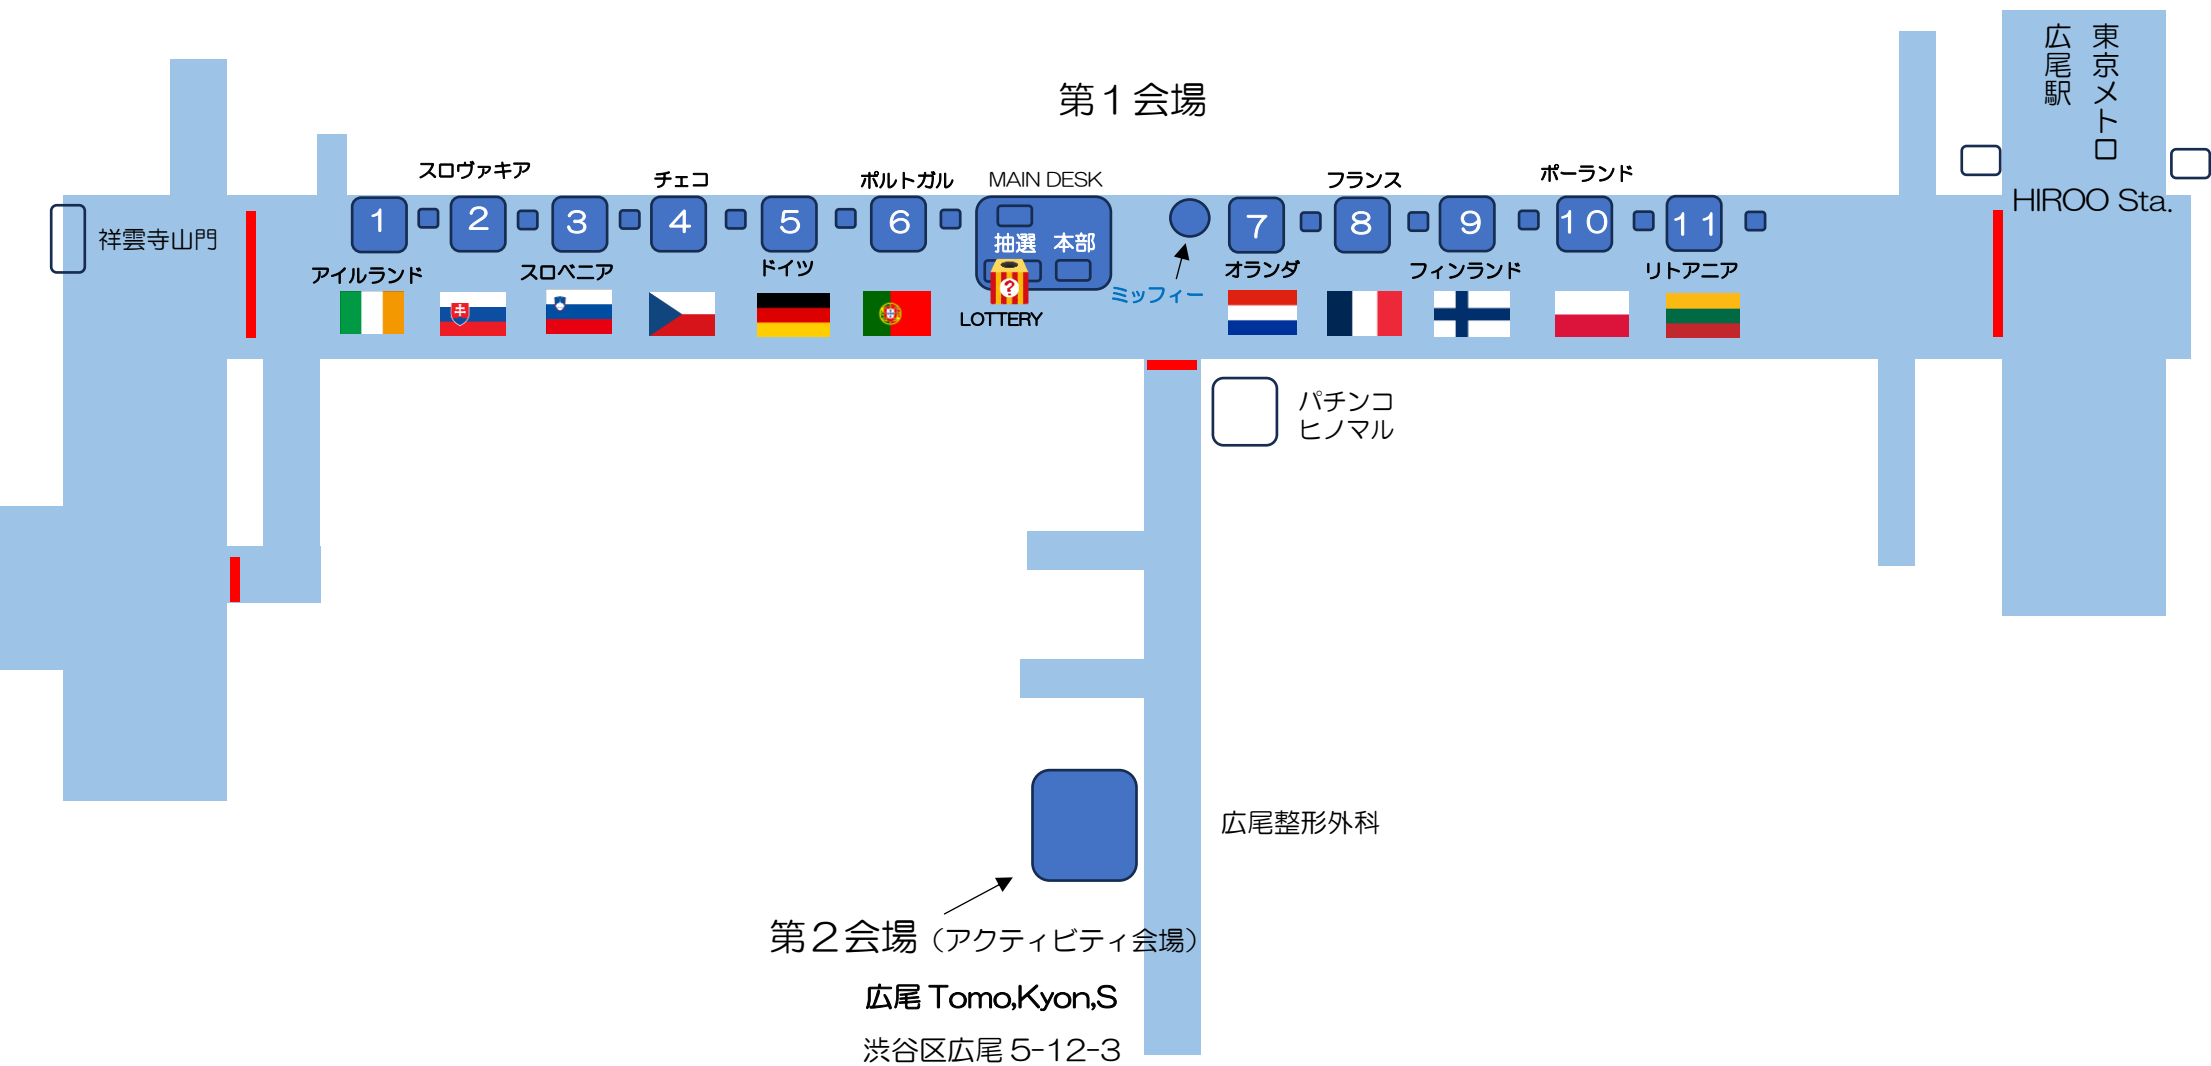 第1会場
東京メトロ
広尾駅
HIROO Sta.
スロヴァキア
チェコ
ポルトガル
MAIN DESK
フランス
ポーランド
祥雲寺山門
1
2
3
4
5
6
抽選 本部
7
8
9
10
11
アイルランド
スロベニア
ドイツ
?
LOTTERY
ミッフィー
オランダ
フィンランド
リトアニア
パチンコ
ヒノマル
広尾整形外科
第2会場（アクティビティ会場）
広尾 Tomo,Kyon,S
渋谷区広尾 5-12-3